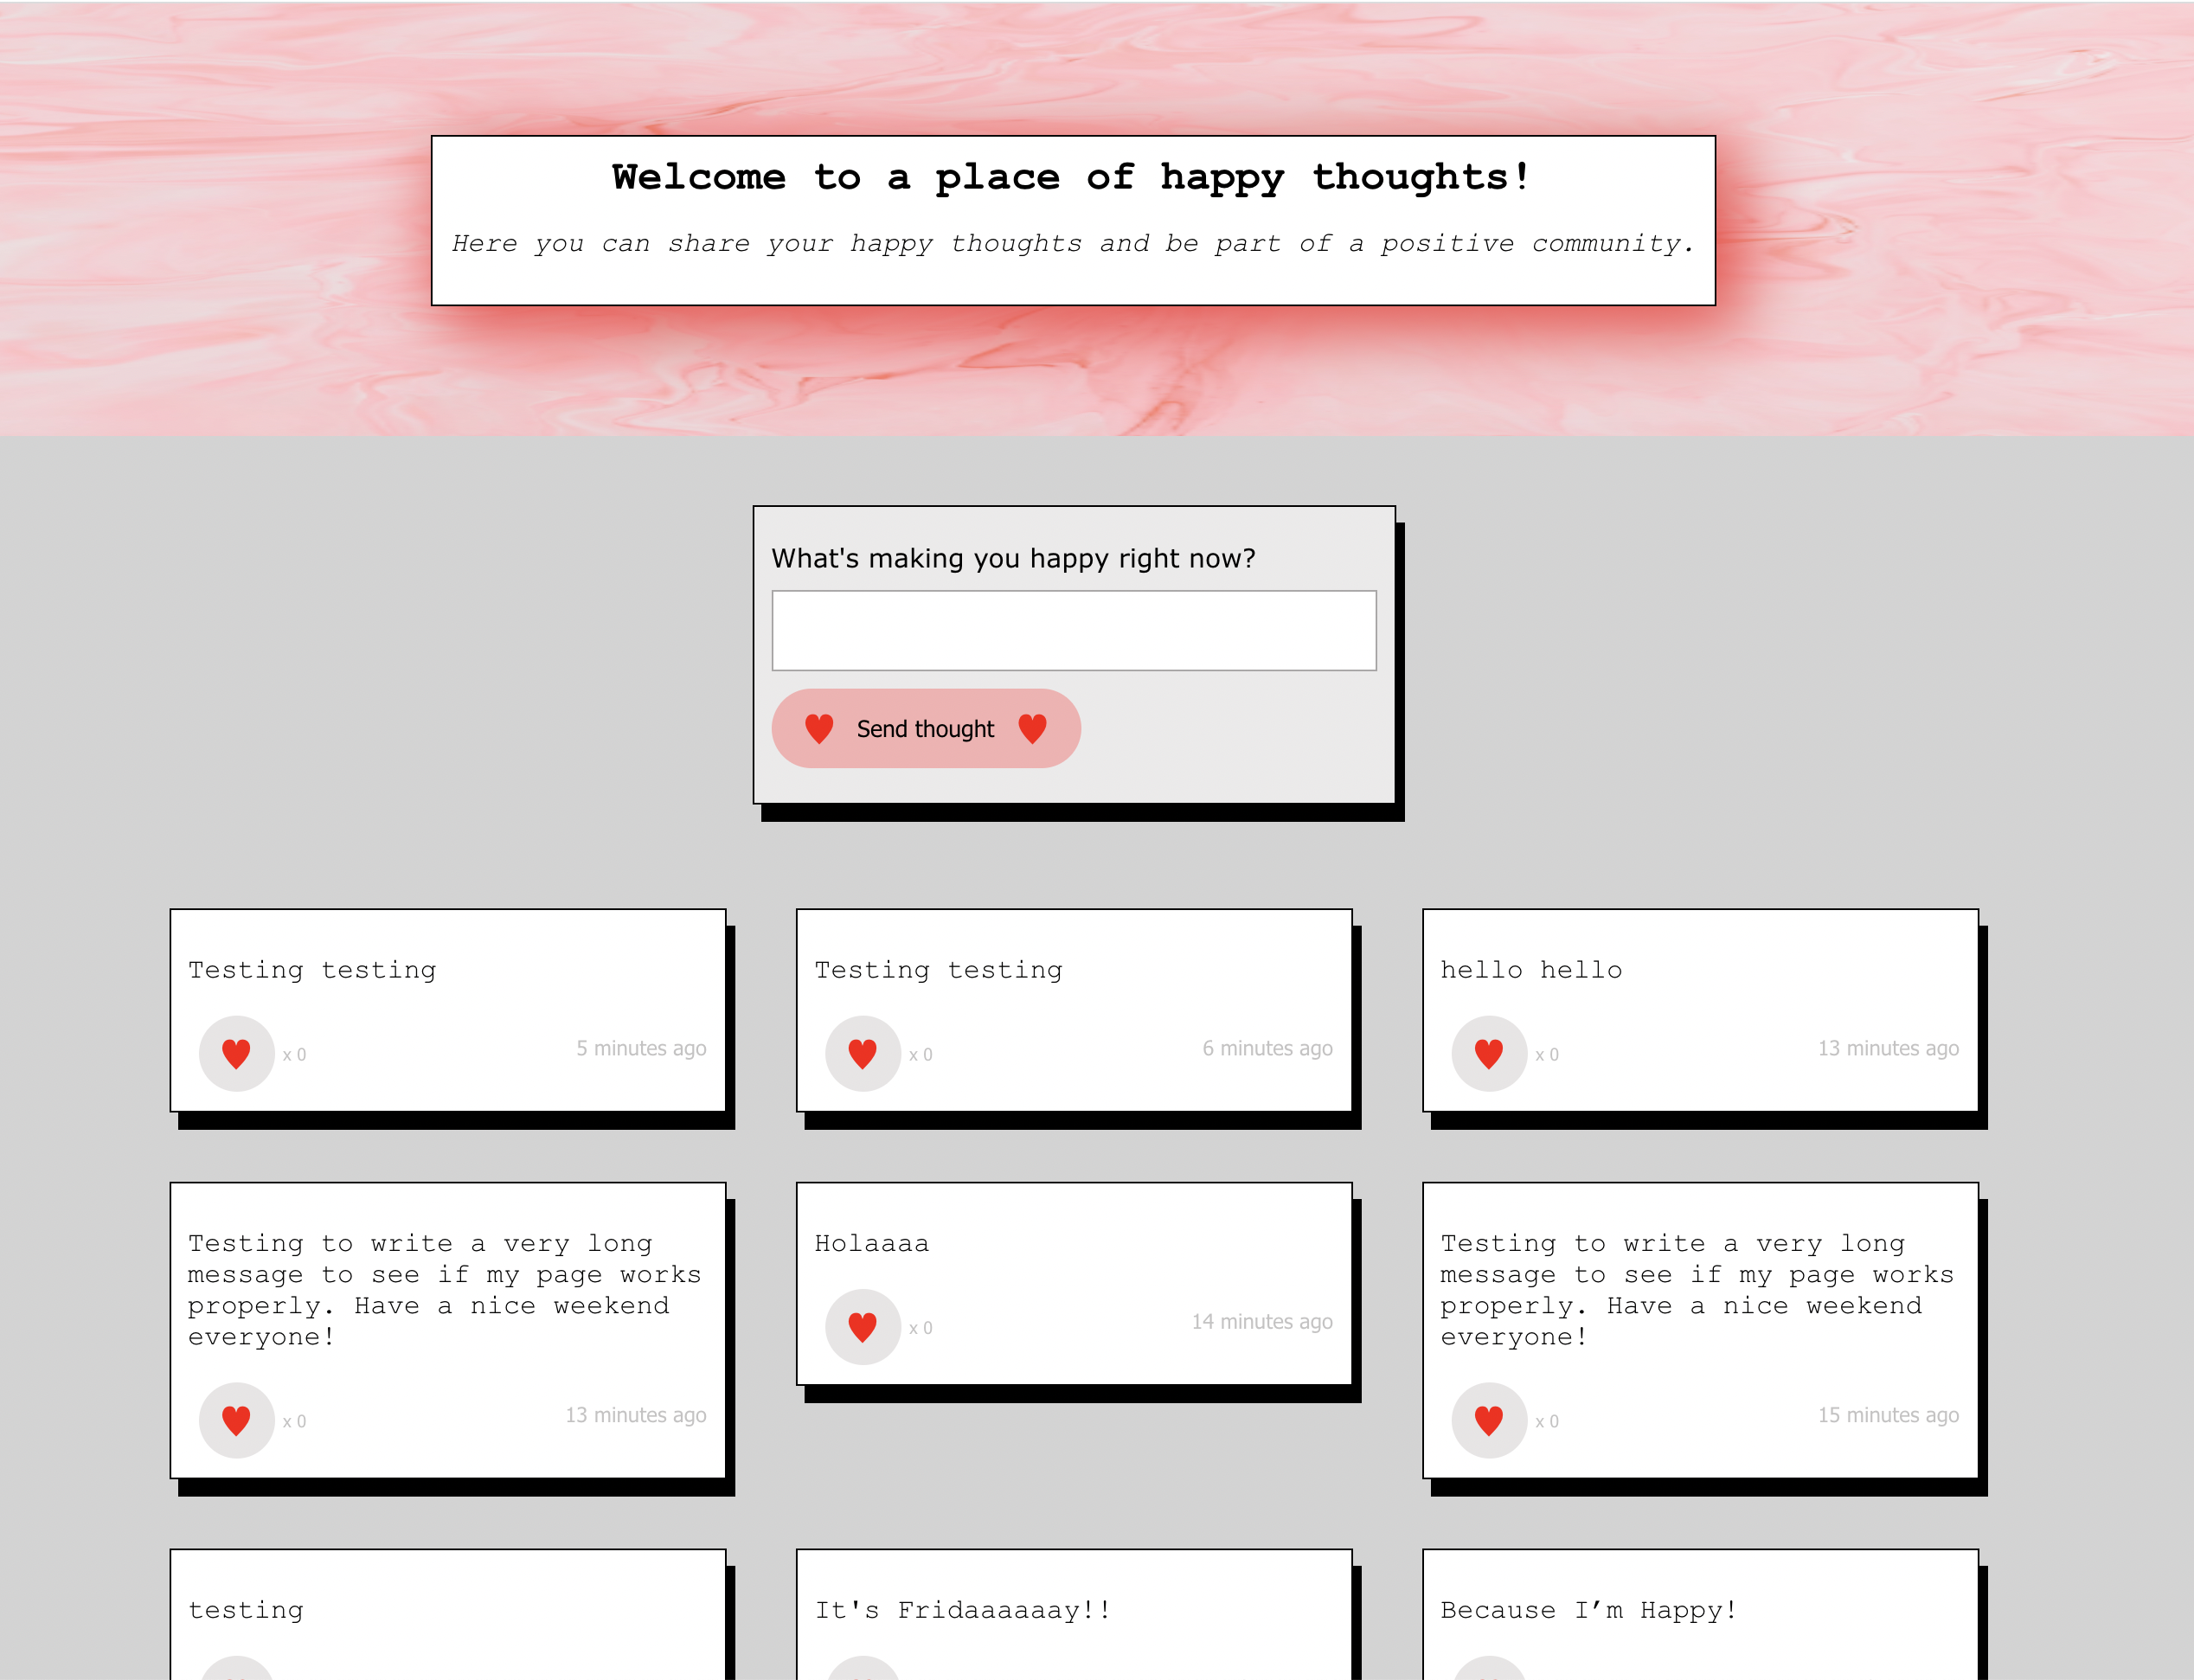 Welcome to a place of happy thoughts!
Here you can share your happy thoughts and be part of a positive community.
What's making you happy right now?
Send thought
Testing testing
x 0
5 minutes ago
Testing testing
x 0
6 minutes ago
hello hello
x 0
13 minutes ago
Testing to write a very long
message to see if my page works
properly. Have a nice weekend
everyone!
x 0
13 minutes ago
Holaaaa
x 0
14 minutes ago
Testing to write a very long
message to see if my page works
properly. Have a nice weekend
everyone!
x 0
15 minutes ago
testing
It's Fridaaaaaay!!
Because I’m Happy!